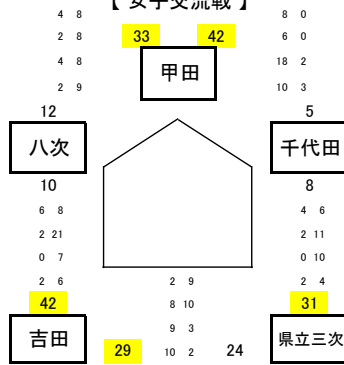 【 女子交流戦 】
4 8 8 0
2 8 33 42 6 0
4 8 甲田 18 2
2 9 10 3
12 5
八次 千代田
10 8
6 8 4 6
2 21 2 11
0 7 0 10
2 6 2 9 2 4
42 8 10 31
9 3
吉田 29 10 2 24 県立三次